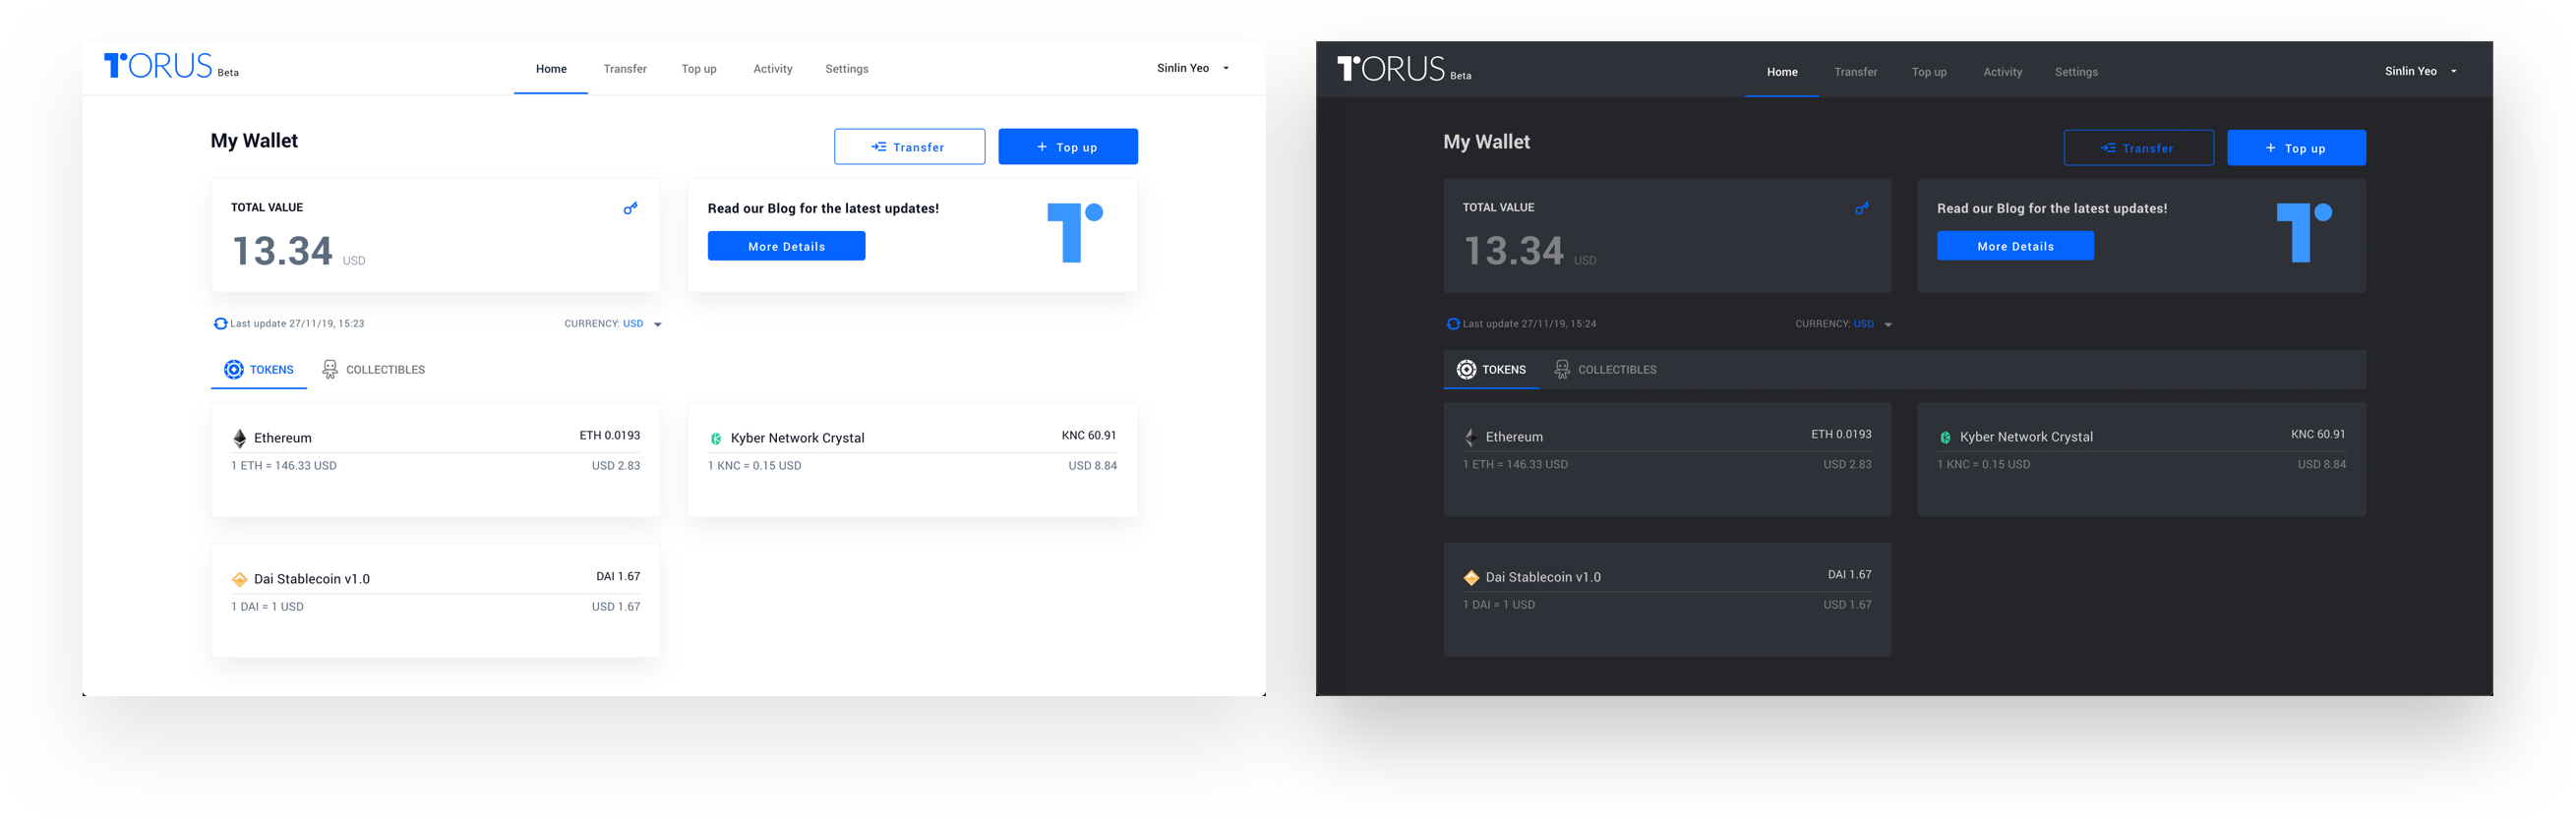 TORUS Beta
Home Transfer Top up Activity Settings
Sinlin Yeo
My Wallet
Transfer
+ Top up
TOTAL VALUE
13.34 USD
Read our Blog for the latest updates!
More Details
Last update 27/11/19, 15:23
CURRENCY: USD
TOKENS
COLLECTIBLES
Ethereum ETH 0.0193
1 ETH = 146.33 USD USD 2.83
Kyber Network Crystal KNC 60.91
1 KNC = 0.15 USD USD 8.84
Dai Stablecoin v1.0 DAI 1.67
1 DAI = 1 USD USD 1.67
TORUS Beta
Home Transfer Top up Activity Settings
Sinlin Yeo
My Wallet
Transfer
+ Top up
TOTAL VALUE
13.34 USD
Read our Blog for the latest updates!
More Details
Last update 27/11/19, 15:24
CURRENCY: USD
TOKENS
COLLECTIBLES
Ethereum ETH 0.0193
1 ETH = 146.33 USD USD 2.83
Kyber Network Crystal KNC 60.91
1 KNC = 0.15 USD USD 8.84
Dai Stablecoin v1.0 DAI 1.67
1 DAI = 1 USD USD 1.67